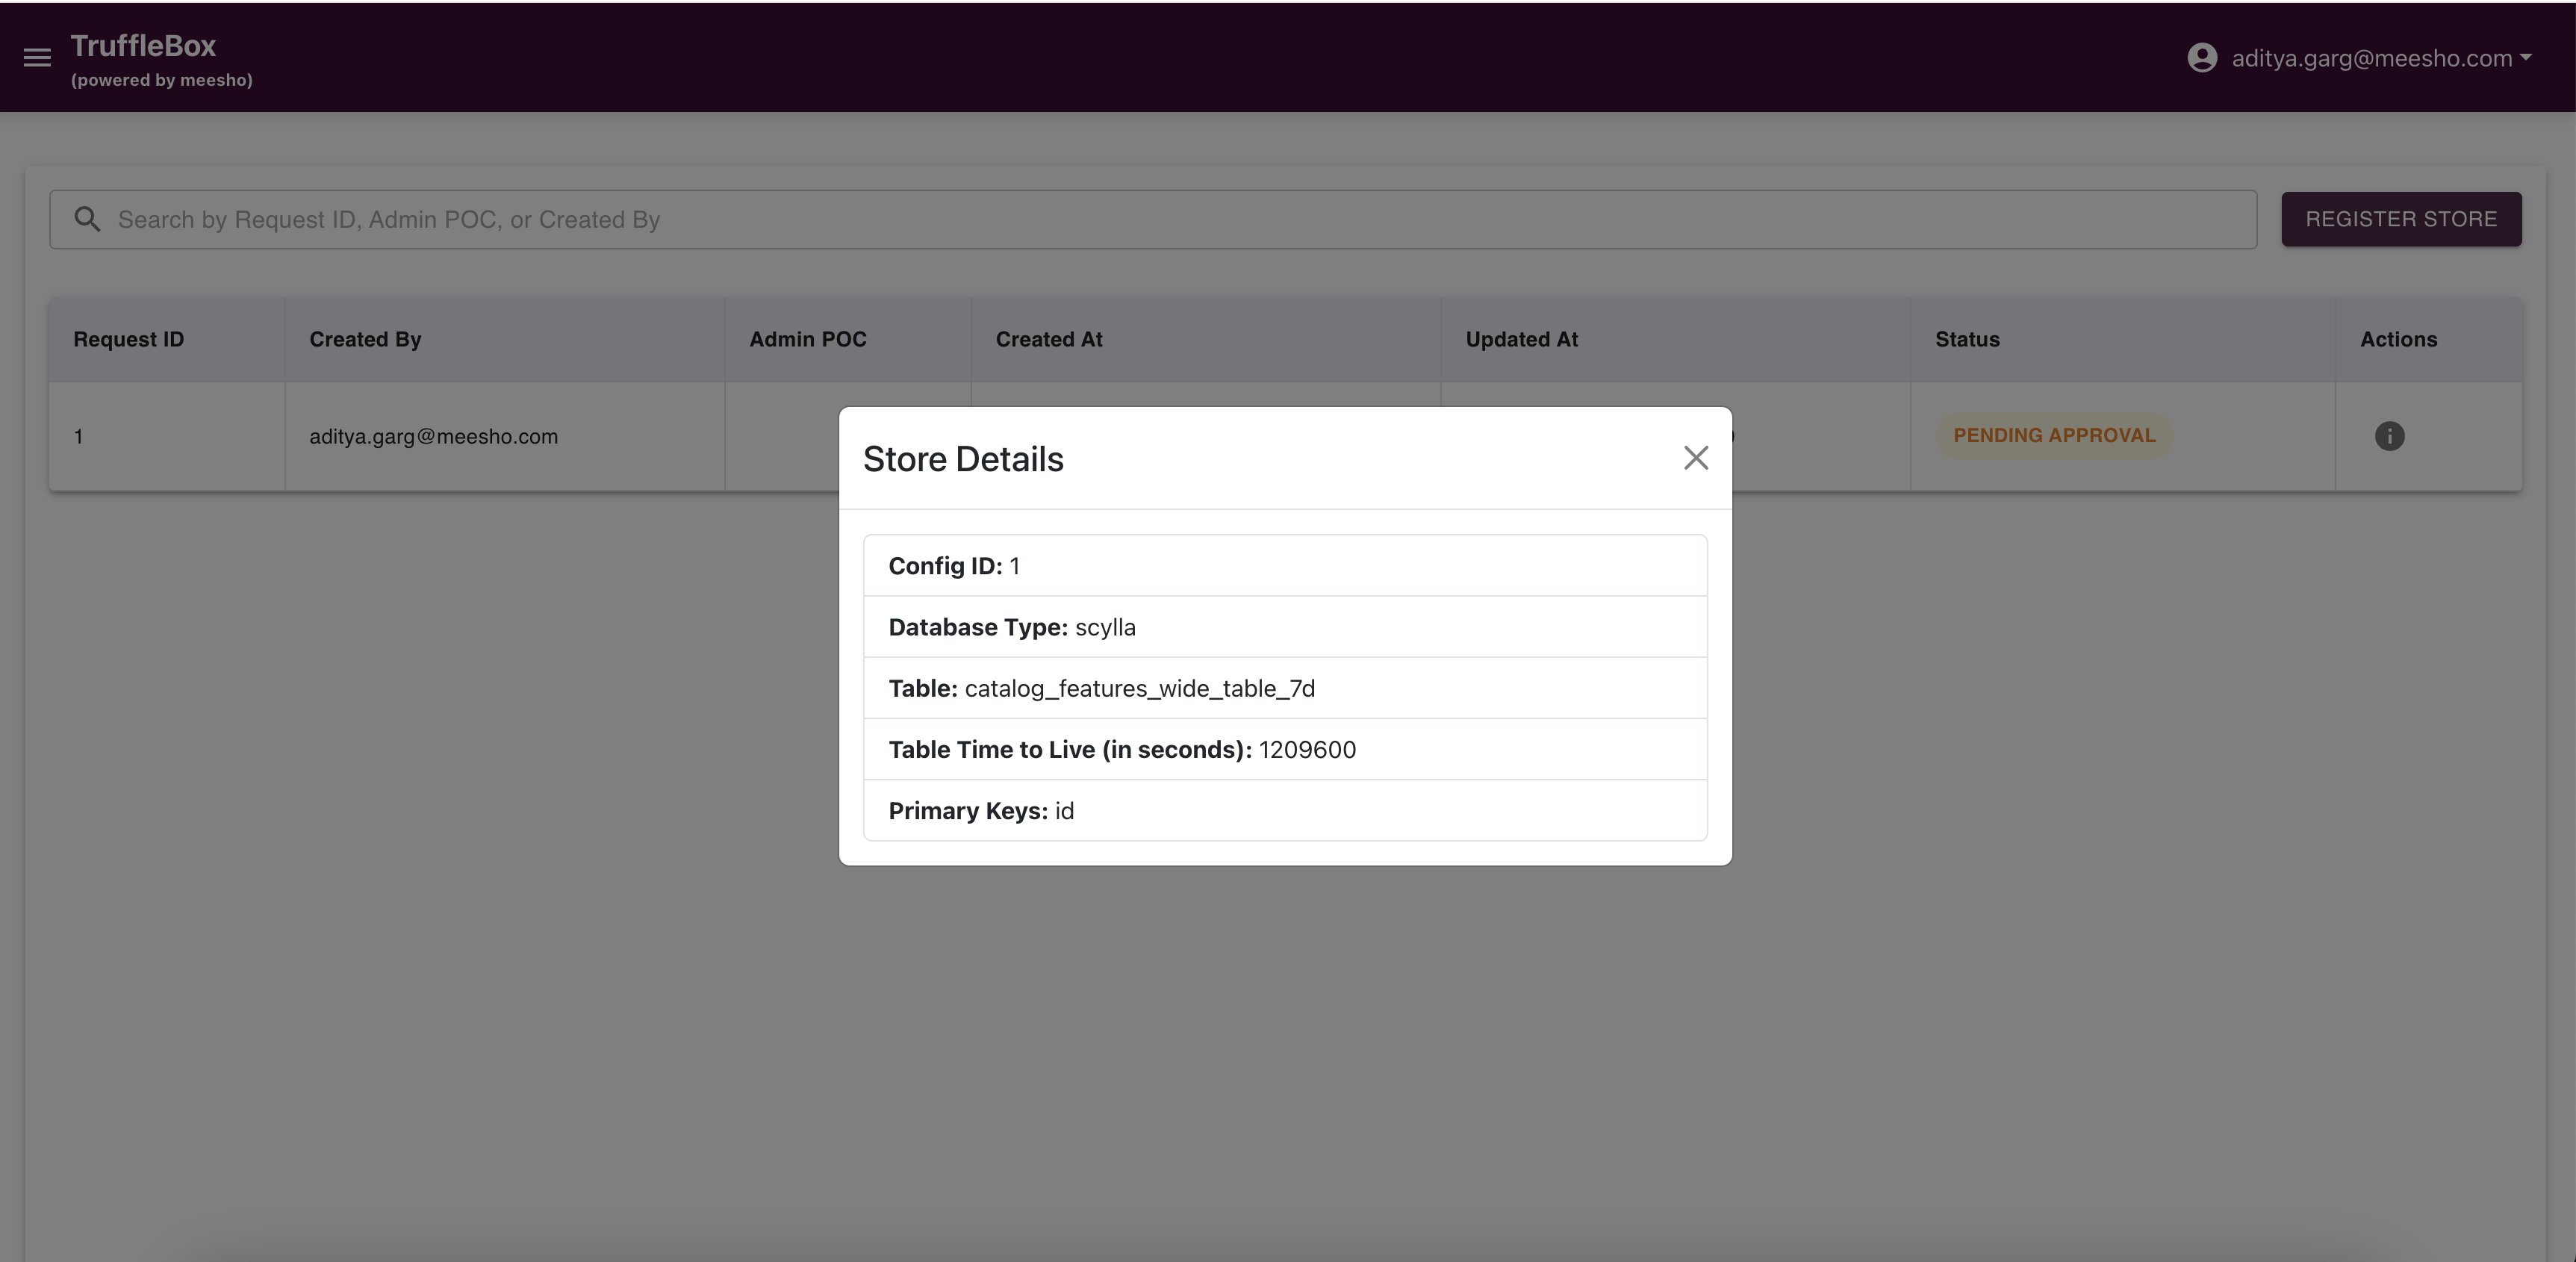 TruffleBox
(powered by meesho)
aditya.garg@meesho.com
Search by Request ID, Admin POC, or Created By
REGISTER STORE
Request ID Created By Admin POC Created At Updated At Status Actions
1 aditya.garg@meesho.com PENDING APPROVAL
Store Details
Config ID: 1
Database Type: scylla
Table: catalog_features_wide_table_7d
Table Time to Live (in seconds): 1209600
Primary Keys: id